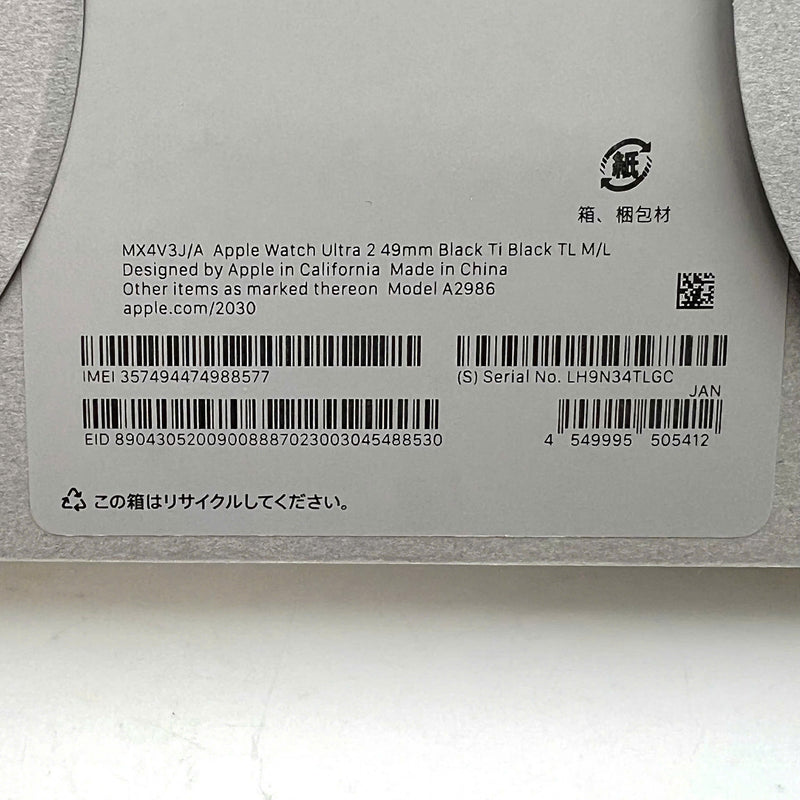 紙
箱、梱包材
MX4V3J/A Apple Watch Ultra 2 49mm Black Ti Black TL M/L
Designed by Apple in California Made in China
Other items as marked thereon Model A2986
apple.com/2030
IMEI 357494474988577
(S) Serial No. LH9N34TLGC
JAN
EID 89043052009008887023003045488530
4 549995 505412
この箱はリサイクルしてください。